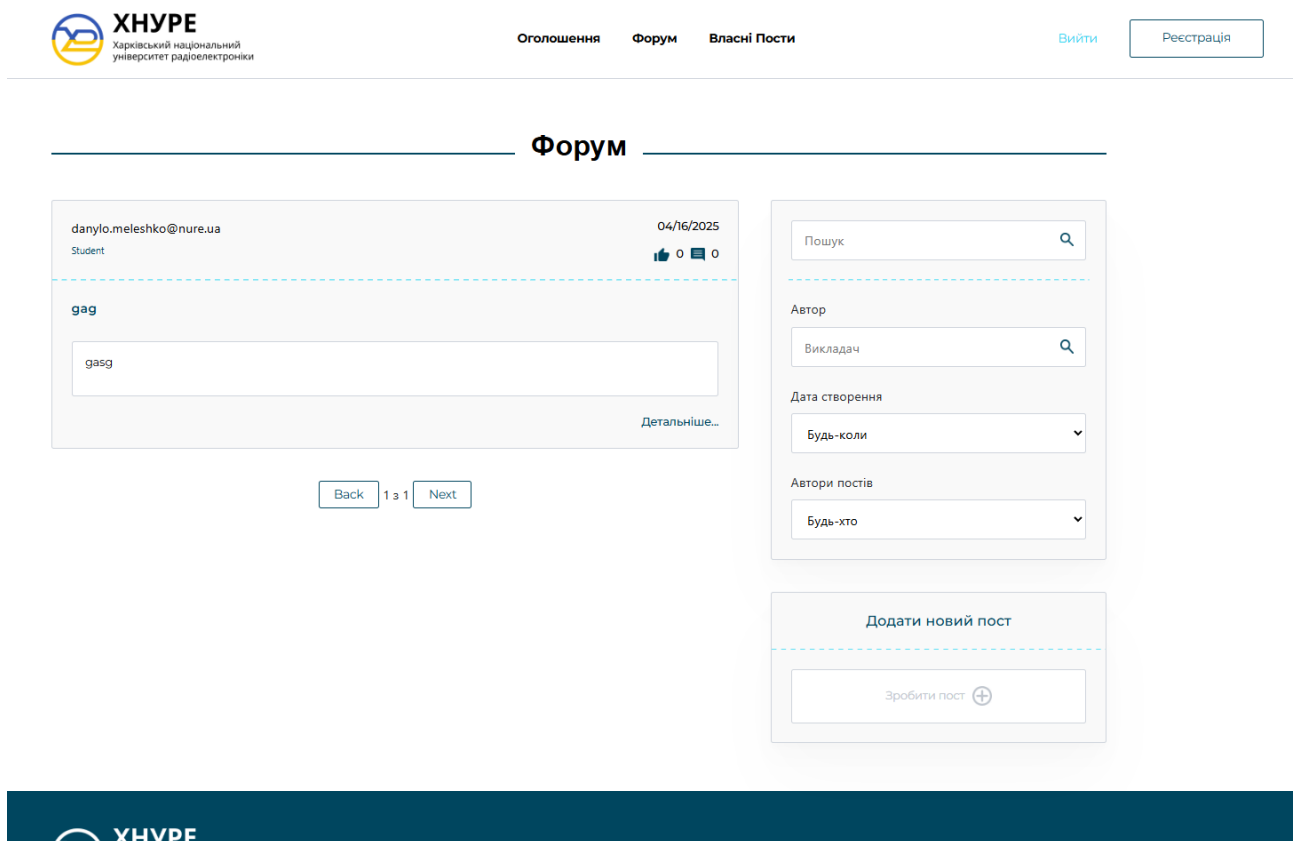 ХНУРЕ
Харківський національний
університет радіоелектроніки
Оголошення Форум Власні Пости
Вийти Реєстрація
Форум
danylo.meleshko@nure.ua 04/16/2025
Student 0 0
gag
gasg
Детальніше...
Back 1 з 1 Next
Пошук
Автор
Викладач
Дата створення
Будь-коли
Автори постів
Будь-хто
Додати новий пост
Зробити пост
ХНУРЕ